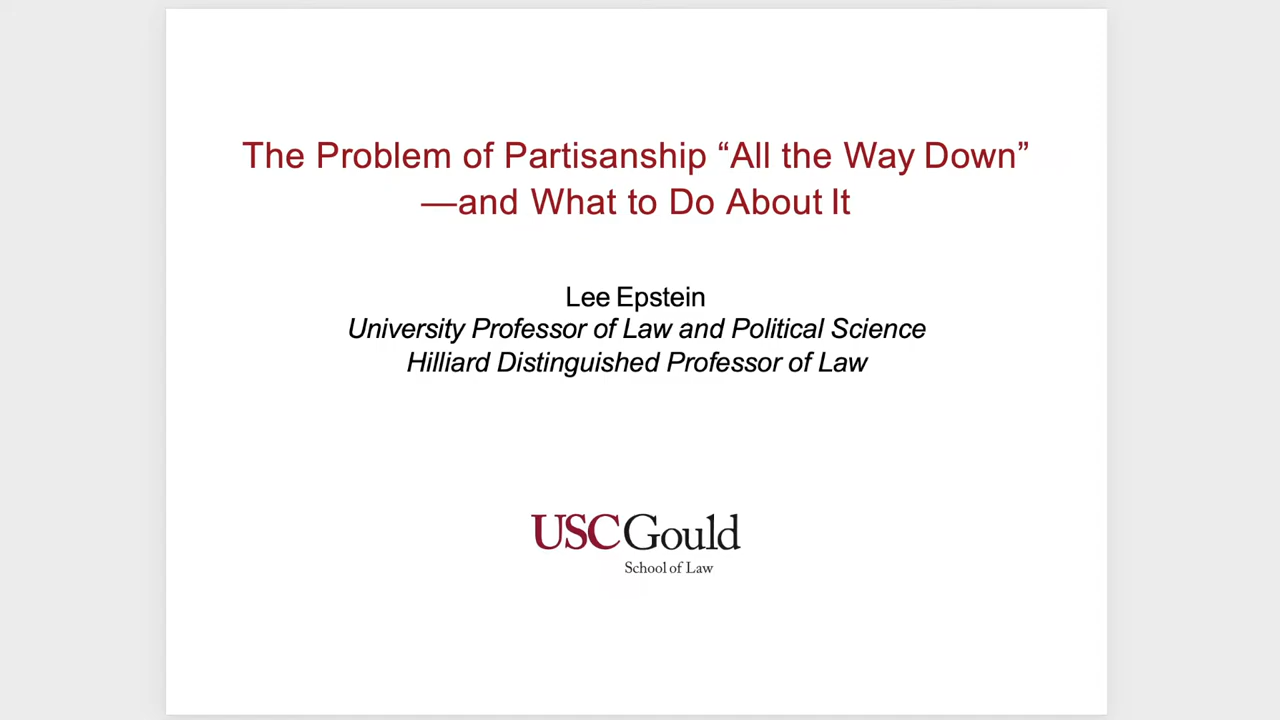 The Problem of Partisanship “All the Way Down”
—and What to Do About It
Lee Epstein
University Professor of Law and Political Science
Hilliard Distinguished Professor of Law
USC Gould
School of Law